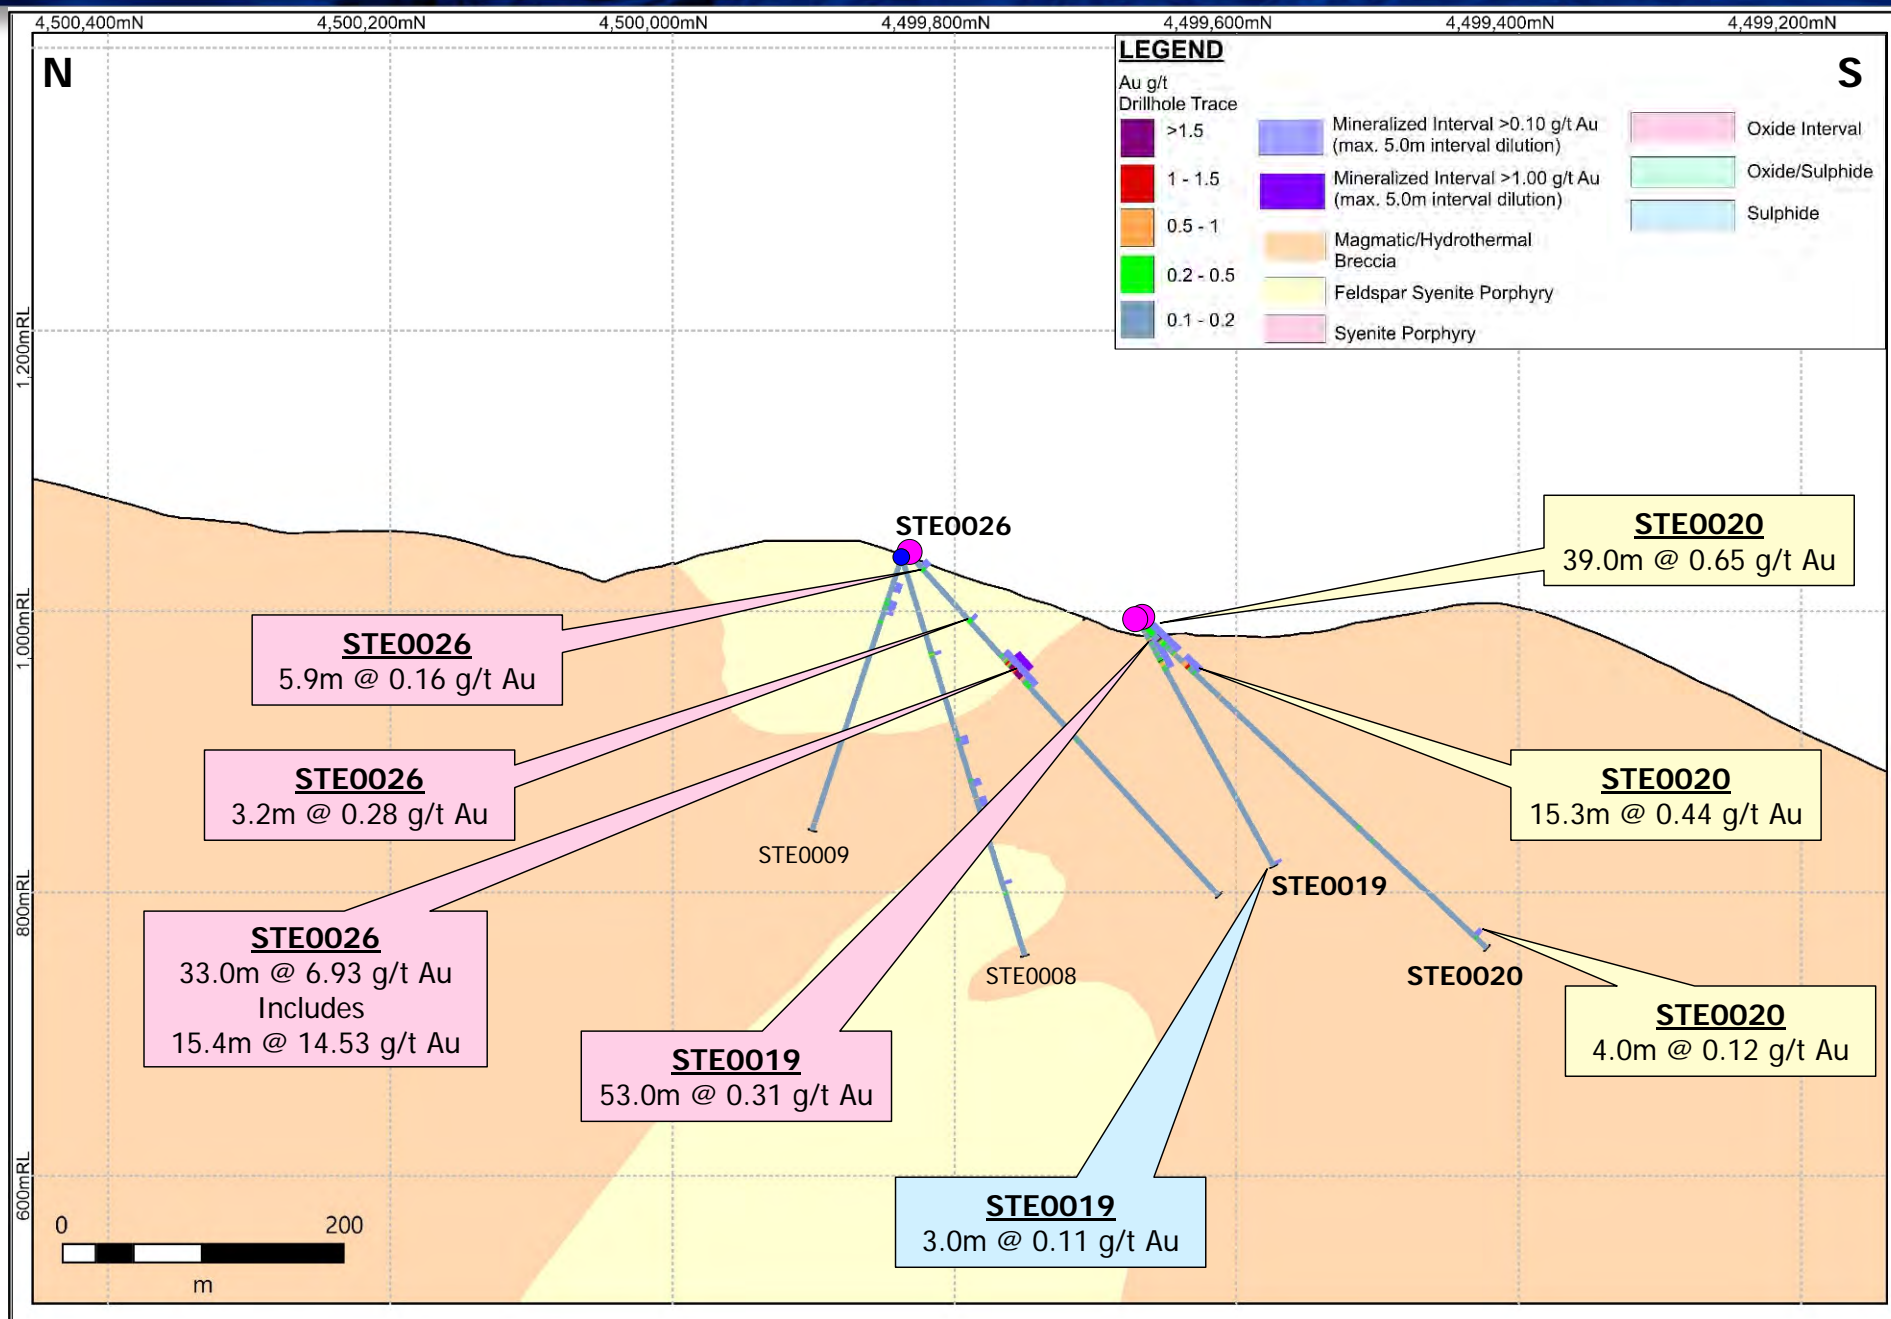 4,500,400mN 4,500,200mN 4,500,000mN 4,499,800mN 4,499,600mN 4,499,400mN 4,499,200mN
N
S
LEGEND
Au g/t
Drillhole Trace
>1.5
1 - 1.5
0.5 - 1
0.2 - 0.5
0.1 - 0.2
Mineralized Interval >0.10 g/t Au
(max. 5.0m interval dilution)
Mineralized Interval >1.00 g/t Au
(max. 5.0m interval dilution)
Magmatic/Hydrothermal
Breccia
Feldspar Syenite Porphyry
Syenite Porphyry
Oxide Interval
Oxide/Sulphide
Sulphide
1,200mRL
1,000mRL
800mRL
600mRL
STE0026
STE0020
39.0m @ 0.65 g/t Au
STE0026
5.9m @ 0.16 g/t Au
STE0026
3.2m @ 0.28 g/t Au
STE0020
15.3m @ 0.44 g/t Au
STE0009
STE0019
STE0026
33.0m @ 6.93 g/t Au
Includes
15.4m @ 14.53 g/t Au
STE0008
STE0020
STE0019
53.0m @ 0.31 g/t Au
STE0020
4.0m @ 0.12 g/t Au
STE0019
3.0m @ 0.11 g/t Au
0 200
m